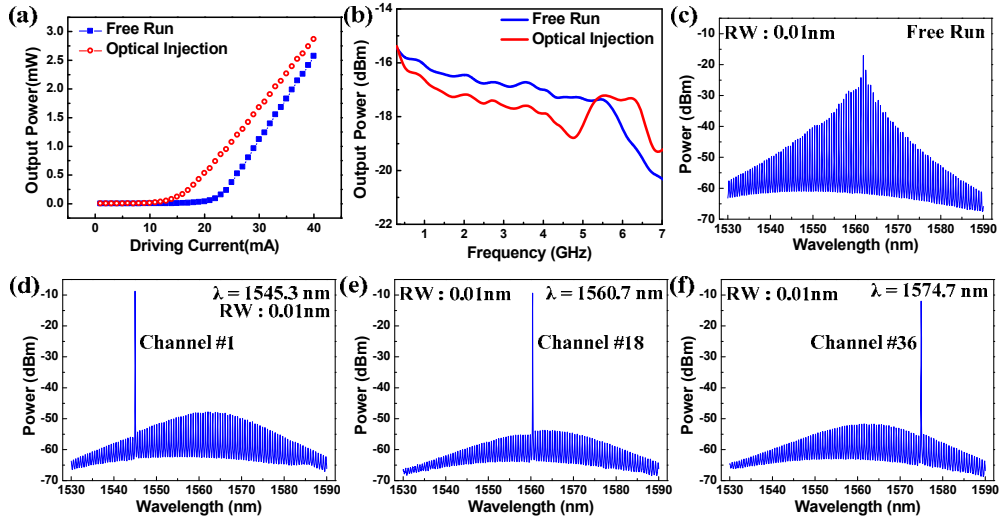 (a)
Free Run
Optical Injection
Output Power(mW)
3.0
2.5
2.0
1.5
1.0
0.5
0.0
0 10 20 30 40
Driving Current(mA)
(b)
Free Run
Optical Injection
Output Power (dBm)
-14
-16
-18
-20
-22
1 2 3 4 5 6 7
Frequency (GHz)
(c)
RW : 0.01nm Free Run
Power (dBm)
-10
-20
-30
-40
-50
-60
-70
1530 1540 1550 1560 1570 1580 1590
Wavelength (nm)
(d)
λ = 1545.3 nm
RW : 0.01nm
Channel #1
Power (dBm)
-10
-20
-30
-40
-50
-60
-70
1530 1540 1550 1560 1570 1580 1590
Wavelength (nm)
(e)
RW : 0.01nm λ = 1560.7 nm
Channel #18
Power (dBm)
-10
-20
-30
-40
-50
-60
-70
1530 1540 1550 1560 1570 1580 1590
Wavelength (nm)
(f)
RW : 0.01nm λ = 1574.7 nm
Channel #36
Power (dBm)
-10
-20
-30
-40
-50
-60
-70
1530 1540 1550 1560 1570 1580 1590
Wavelength (nm)